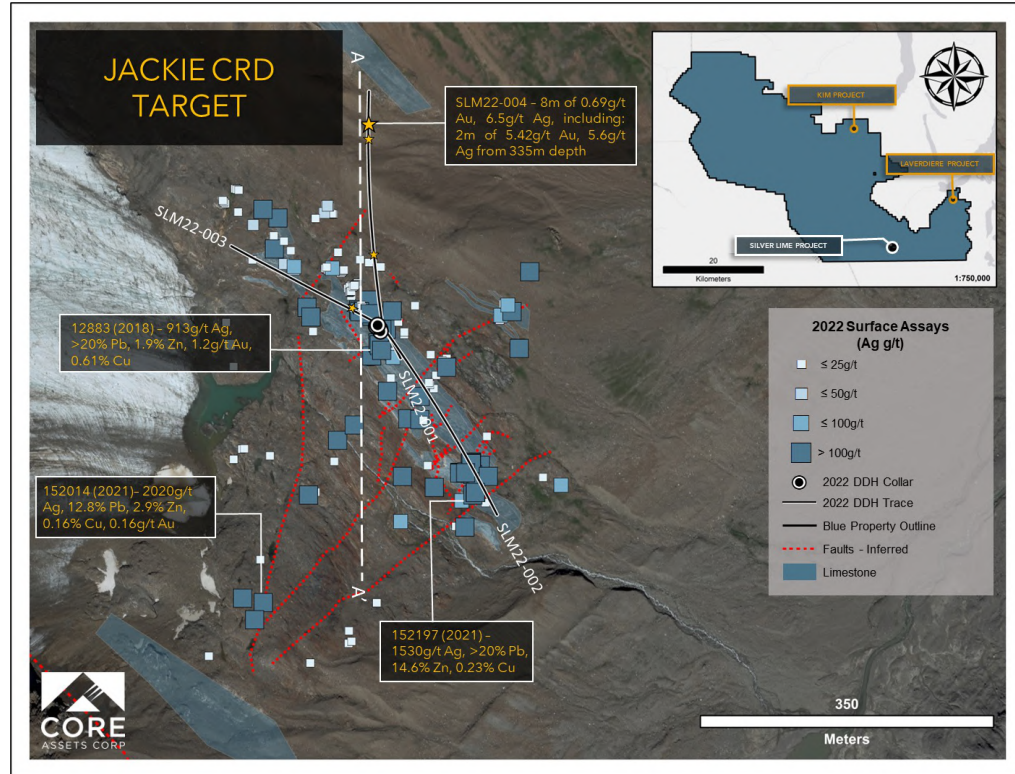 JACKIE CRD
TARGET
A
SLM22-004 – 8m of 0.69g/t
Au, 6.5g/t Ag, including:
2m of 5.42g/t Au, 5.6g/t
Ag from 335m depth
KIM PROJECT
LAVERDIERE PROJECT
SILVER LIME PROJECT
20
Kilometers
1:750,000
SLM22-003
12883 (2018) – 913g/t Ag,
>20% Pb, 1.9% Zn, 1.2g/t Au,
0.61% Cu
SLM22-001
2022 Surface Assays
(Ag g/t)
≤ 25g/t
≤ 50g/t
≤ 100g/t
> 100g/t
2022 DDH Collar
2022 DDH Trace
Blue Property Outline
Faults - Inferred
Limestone
152014 (2021)– 2020g/t
Ag, 12.8% Pb, 2.9% Zn,
0.16% Cu, 0.16g/t Au
SLM22-002
A'
152197 (2021) –
1530g/t Ag, >20% Pb,
14.6% Zn, 0.23% Cu
CORE
ASSETS CORP
350
Meters